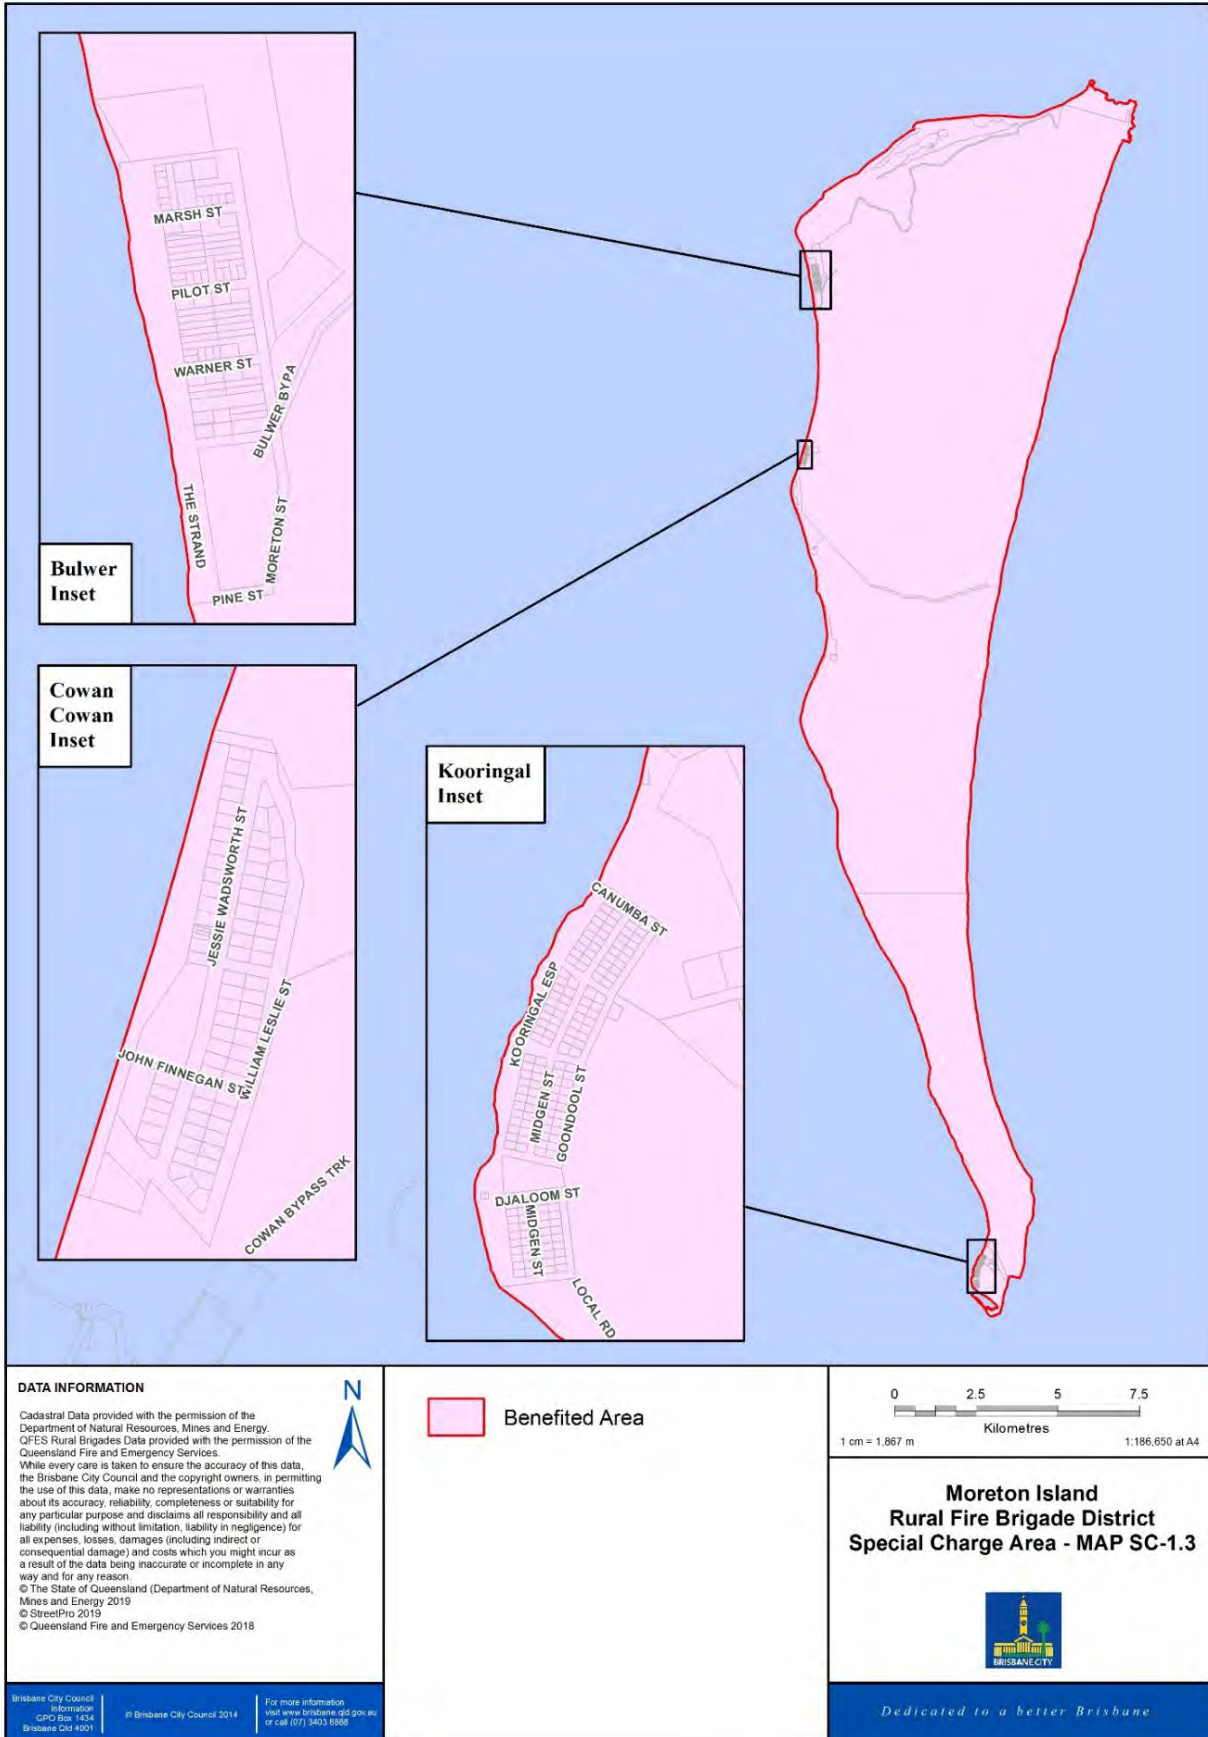 Bulwer
Inset
MARSH ST
PILOT ST
WARNER ST
BULWER BYPA
THE STRAND
MORETON ST
PINE ST
Cowan
Cowan
Inset
JESSIE WADSWORTH ST
WILLIAM LESLIE ST
JOHN FINNEGAN ST
COWAN BYPASS TRK
Kooringal
Inset
CANUMBA ST
KOORINGAL ESP
MIDGEN ST
GOONDOOL ST
DJALOOM ST
MIDGEN ST
LOCAL RD
DATA INFORMATION
N
Cadastral Data provided with the permission of the
Department of Natural Resources, Mines and Energy.
QFES Rural Brigades Data provided with the permission of the
Queensland Fire and Emergency Services.
While every care is taken to ensure the accuracy of this data,
the Brisbane City Council and the copyright owners, in permitting
the use of this data, make no representations or warranties
about its accuracy, reliability, completeness or suitability for
any particular purpose and disclaims all responsibility and all
liability (including without limitation, liability in negligence) for
all expenses, losses, damages (including indirect or
consequential damage) and costs which you might incur as
a result of the data being inaccurate or incomplete in any
way and for any reason.
© The State of Queensland (Department of Natural Resources,
Mines and Energy 2019
© StreetPro 2019
© Queensland Fire and Emergency Services 2018
Brisbane City Council
Information
GPO Box 1434
Brisbane Qld 4001
© Brisbane City Council 2014
For more information
visit www.brisbane.qld.gov.au
or call (07) 3403 8888
Benefited Area
0 2.5 5 7.5
Kilometres
1 cm = 1,867 m
1:186,650 at A4
Moreton Island
Rural Fire Brigade District
Special Charge Area - MAP SC-1.3
BRISBANE CITY
Dedicated to a better Brisbane